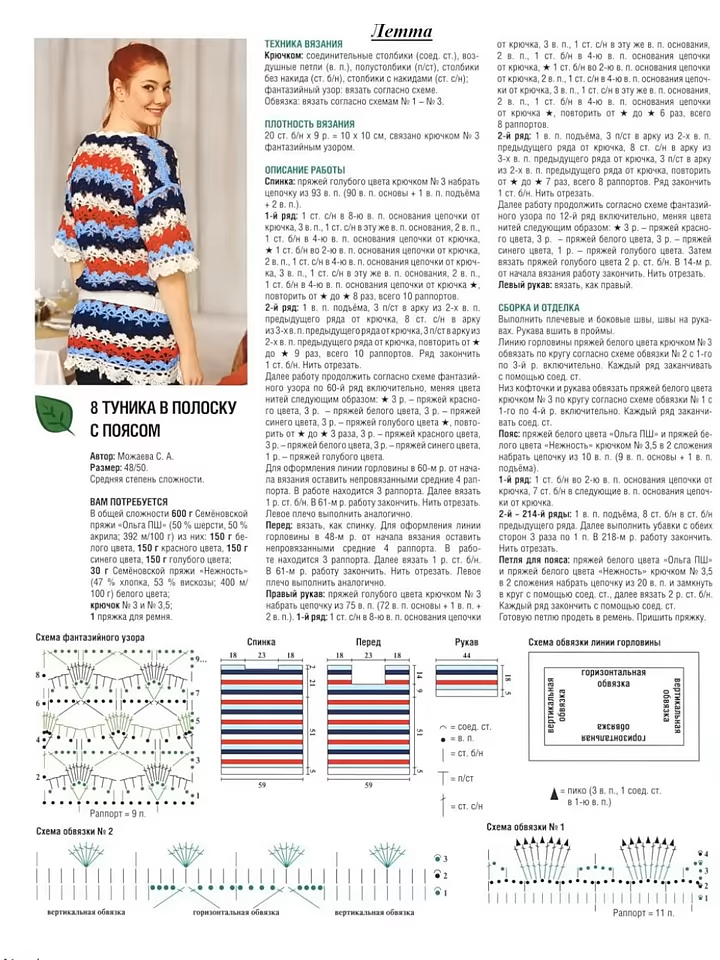 Летта
8 ТУНИКА В ПОЛОСКУ
С ПОЯСОМ
Автор: Можаева С. А.
Размер: 48/50.
Средняя степень сложности.
ВАМ ПОТРЕБУЕТСЯ
В общей сложности 600 г Семёновской
пряжи «Ольга ПШ» (50 % шерсти, 50 %
акрила; 392 м/100 г) из них: 150 г бе-
лого цвета, 150 г красного цвета, 150 г
синего цвета, 150 г голубого цвета;
30 г Семёновской пряжи «Нежность»
(47 % хлопка, 53 % вискозы; 400 м/
100 г) белого цвета;
крючок № 3 и № 3,5;
1 пряжка для ремня.
ТЕХНИКА ВЯЗАНИЯ
Крючком: соединительные столбики (соед. ст.), воз-
душные петли (в. п.), полустолбики (п/ст), столбики
без накида (ст. б/н), столбики с накидами (ст. с/н);
фантазийный узор: вязать согласно схеме.
Обвязка: вязать согласно схемам № 1 – № 3.
ПЛОТНОСТЬ ВЯЗАНИЯ
20 ст. б/н х 9 р. = 10 х 10 см, связано крючком № 3
фантазийным узором.
ОПИСАНИЕ РАБОТЫ
Спинка: пряжей голубого цвета крючком № 3 набрать
цепочку из 93 в. п. (90 в. п. основы + 1 в. п. подъёма
+ 2 в. п.).
1-й ряд: 1 ст. с/н в 8-ю в. п. основания цепочки от
крючка, 3 в. п., 1 ст. с/н в эту же в. п. основания, 2 в. п.,
1 ст. б/н в 4-ю в. п. основания цепочки от крючка,
★ 1 ст. б/н во 2-ю в. п. основания цепочки от крючка,
2 в. п., 1 ст. с/н в 4-ю в. п. основания цепочки от крюч-
ка, 3 в. п., 1 ст. с/н в эту же в. п. основания, 2 в. п.,
1 ст. б/н в 4-ю в. п. основания цепочки от крючка ★,
повторить от ★ до ★ 8 раз, всего 10 раппортов.
2-й ряд: 1 в. п. подъёма, 3 п/ст в арку из 2-х в. п.
предыдущего ряда от крючка, 8 ст. с/н в арку
из 3-х в. п. предыдущего ряда от крючка, 3 п/ст в арку из
2-х в. п. предыдущего ряда от крючка, повторить от ★
до ★ 9 раз, всего 10 раппортов. Ряд закончить
1 ст. б/н. Нить отрезать.
Далее работу продолжить согласно схеме фантазий-
ного узора по 60-й ряд включительно, меняя цвета
нитей следующим образом: ★ 3 р. – пряжей красно-
го цвета, 3 р. – пряжей белого цвета, 3 р. – пряжей
синего цвета, 3 р. – пряжей голубого цвета ★, повто-
рить от ★ до ★ 3 раза, 3 р. – пряжей красного цвета,
3 р. – пряжей белого цвета, 3 р. – пряжей синего цвета,
1 р. – пряжей голубого цвета.
Для оформления линии горловины в 60-м р. от нача-
ла вязания оставить непровязанными средние 4 рап-
порта. В работе находится 3 раппорта. Далее вязать
1 р. ст. б/н. В 61-м р. работу закончить. Нить отрезать.
Левое плечо выполнить аналогично.
Перед: вязать, как спинку. Для оформления линии
горловины в 48-м р. от начала вязания оставить
непровязанными средние 4 раппорта. В рабо-
те находится 3 раппорта. Далее вязать 1 р. ст. б/н.
В 61-м р. работу закончить. Нить отрезать. Левое
плечо выполнить аналогично.
Правый рукав: пряжей голубого цвета крючком № 3
набрать цепочку из 75 в. п. (72 в. п. основы + 1 в. п. +
+ 2 в. п.). 1-й ряд: 1 ст. с/н в 8-ю в. п. основания цепочки
от крючка, 3 в. п., 1 ст. с/н в эту же в. п. основания,
2 в. п., 1 ст. б/н в 4-ю в. п. основания цепочки
от крючка, ★ 1 ст. б/н во 2-ю в. п. основания цепочки
от крючка, 2 в. п., 1 ст. с/н в 4-ю в. п. основания цепоч-
ки от крючка, 3 в. п., 1 ст. с/н в эту же в. п. основания,
2 в. п., 1 ст. б/н в 4-ю в. п. основания цепочки
от крючка ★, повторить от ★ до ★ 6 раз, всего
8 раппортов.
2-й ряд: 1 в. п. подъёма, 3 п/ст в арку из 2-х в. п.
предыдущего ряда от крючка, 8 ст. с/н в арку из
3-х в. п. предыдущего ряда от крючка, 3 п/ст в арку
из 2-х в. п. предыдущего ряда от крючка, повторить
от ★ до ★ 7 раз, всего 8 раппортов. Ряд закончить
1 ст. б/н. Нить отрезать.
Далее работу продолжить согласно схеме фантазий-
ного узора по 12-й ряд включительно, меняя цвета
нитей следующим образом: ★ 3 р. – пряжей красно-
го цвета, 3 р. – пряжей белого цвета, 3 р. – пряжей
синего цвета, 1 р. – пряжей голубого цвета. Затем
вязать пряжей голубого цвета 2 р. ст. б/н. В 14-м р.
от начала вязания работу закончить. Нить отрезать.
Левый рукав: вязать, как правый.
СБОРКА И ОТДЕЛКА
Выполнить плечевые и боковые швы, швы на рука-
вах. Рукава вшить в проймы.
Линию горловины пряжей белого цвета крючком № 3
обвязать по кругу согласно схеме обвязки № 2 с 1-го
по 3-й р. включительно. Каждый ряд заканчивать
с помощью соед. ст.
Низ кофточки и рукава обвязать пряжей белого цвета
крючком № 3 по кругу согласно схеме обвязки № 1 с
1-го по 4-й р. включительно. Каждый ряд заканчи-
вать соед. ст.
Пояс: пряжей белого цвета «Ольга ПШ» и пряжей бе-
лого цвета «Нежность» крючком № 3,5 в 2 сложения
набрать цепочку из 10 в. п. (9 в. п. основы + 1 в. п.
подъёма).
1-й ряд: 1 ст. б/н во 2-ю в. п. основания цепочки от
крючка, 7 ст. б/н в следующие в. п. основания цепоч-
ки от крючка.
2-й – 214-й ряды: 1 в. п. подъёма, 8 ст. б/н в ст. б/н
предыдущего ряда. Далее выполнить убавки с обеих
сторон 3 раза по 1 п. В 218-м р. работу закончить.
Нить отрезать.
Петля для пояса: пряжей белого цвета «Ольга ПШ»
и пряжей белого цвета «Нежность» крючком № 3,5
в 2 сложения набрать цепочку из 20 в. п. и замкнуть
в круг с помощью соед. ст., далее вязать 2 р. ст. б/н.
Каждый ряд закончить с помощью соед. ст.
Готовую петлю продеть в ремень. Пришить пряжку.
Схема фантазийного узора
9...
8
7
6
5
4
3
2
1
Раппорт = 9 п.
Спинка
18 23 18
2
21
51
5
59
Перед
18 23 18
14
9
51
5
59
Рукав
44
18
5
= соед. ст.
= в. п.
= ст. б/н
= п/ст
= ст. с/н
Схема обвязки линии горловины
горизонтальная
обвязка
вертикальная
обвязка
вертикальная
обвязка
горизонтальная
обвязка
= пико (3 в. п., 1 соед. ст.
в 1-ю в. п.)
Схема обвязки № 2
3
2
1
вертикальная обвязка
горизонтальная обвязка
вертикальная обвязка
Схема обвязки № 1
4
3
2
1
Раппорт = 11 п.